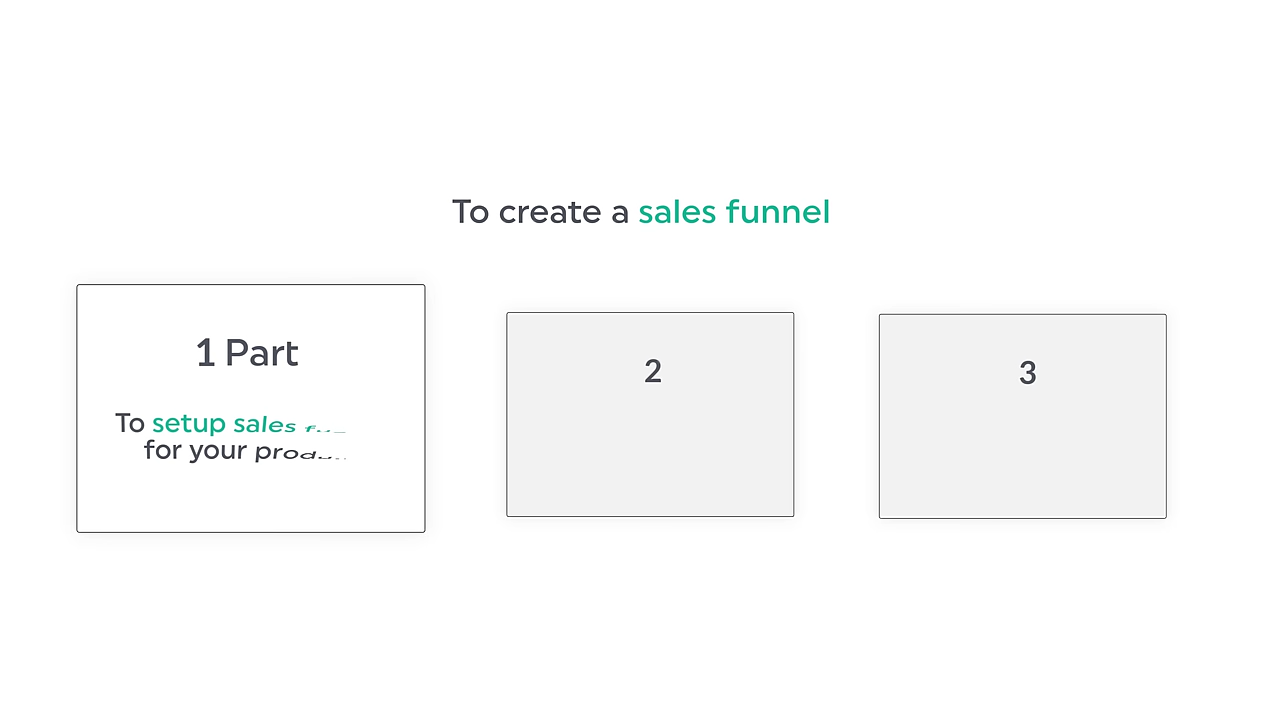 To create a sales funnel
1 Part
To setup sales
for your
2
3